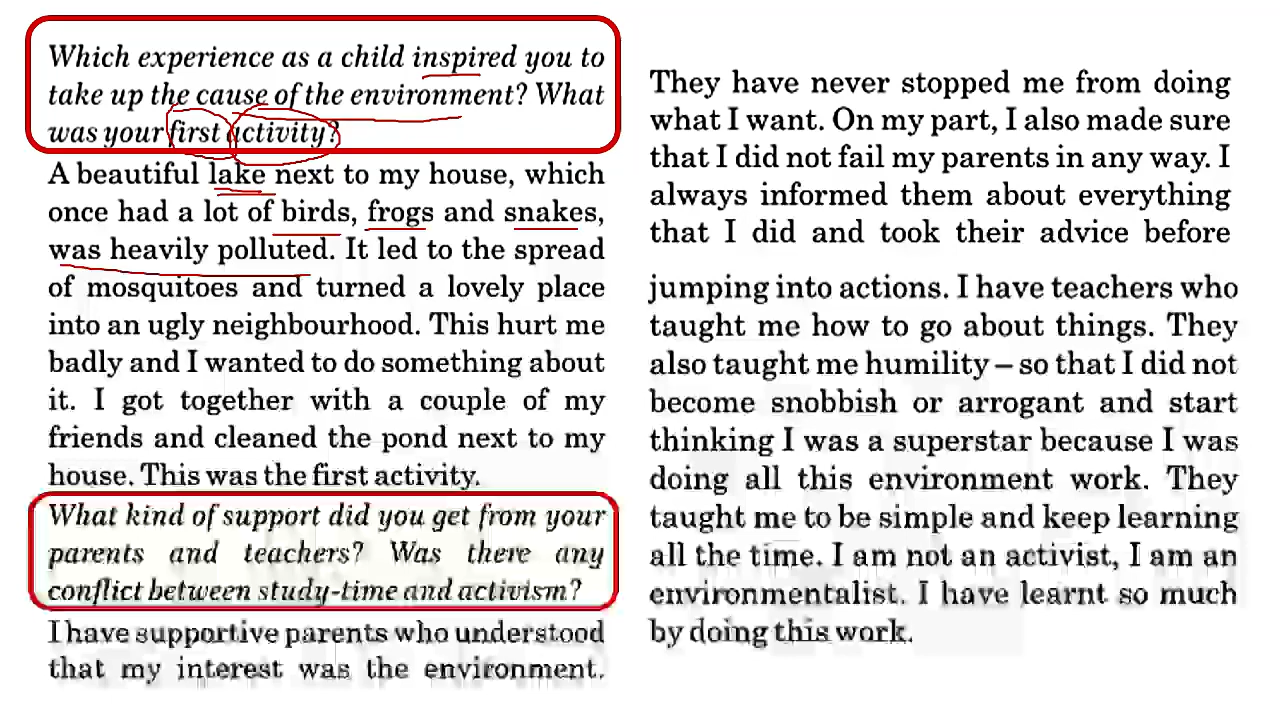 Which experience as a child inspired you to
take up the cause of the environment? What
was your first activity?
A beautiful lake next to my house, which
once had a lot of birds, frogs and snakes,
was heavily polluted. It led to the spread
of mosquitoes and turned a lovely place
into an ugly neighbourhood. This hurt me
badly and I wanted to do something about
it. I got together with a couple of my
friends and cleaned the pond next to my
house. This was the first activity.
What kind of support did you get from your
parents and teachers? Was there any
conflict between study-time and activism?
I have supportive parents who understood
that my interest was the environment.
They have never stopped me from doing
what I want. On my part, I also made sure
that I did not fail my parents in any way. I
always informed them about everything
that I did and took their advice before
jumping into actions. I have teachers who
taught me how to go about things. They
also taught me humility – so that I did not
become snobbish or arrogant and start
thinking I was a superstar because I was
doing all this environment work. They
taught me to be simple and keep learning
all the time. I am not an activist, I am an
environmentalist. I have learnt so much
by doing this work.